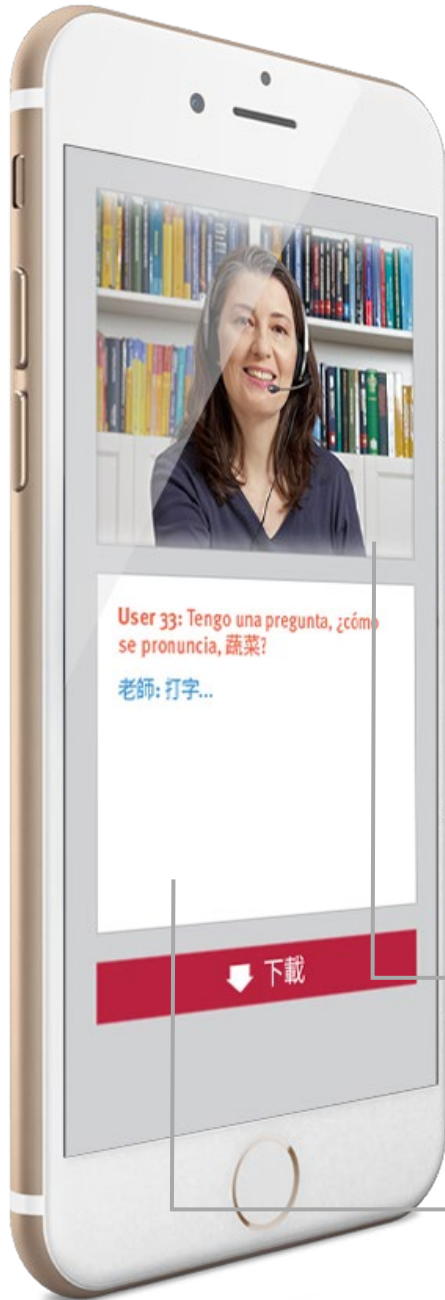 User 33: Tengo una pregunta, ¿cómo
se pronuncia, 蔬菜?
老師: 打字...
下載